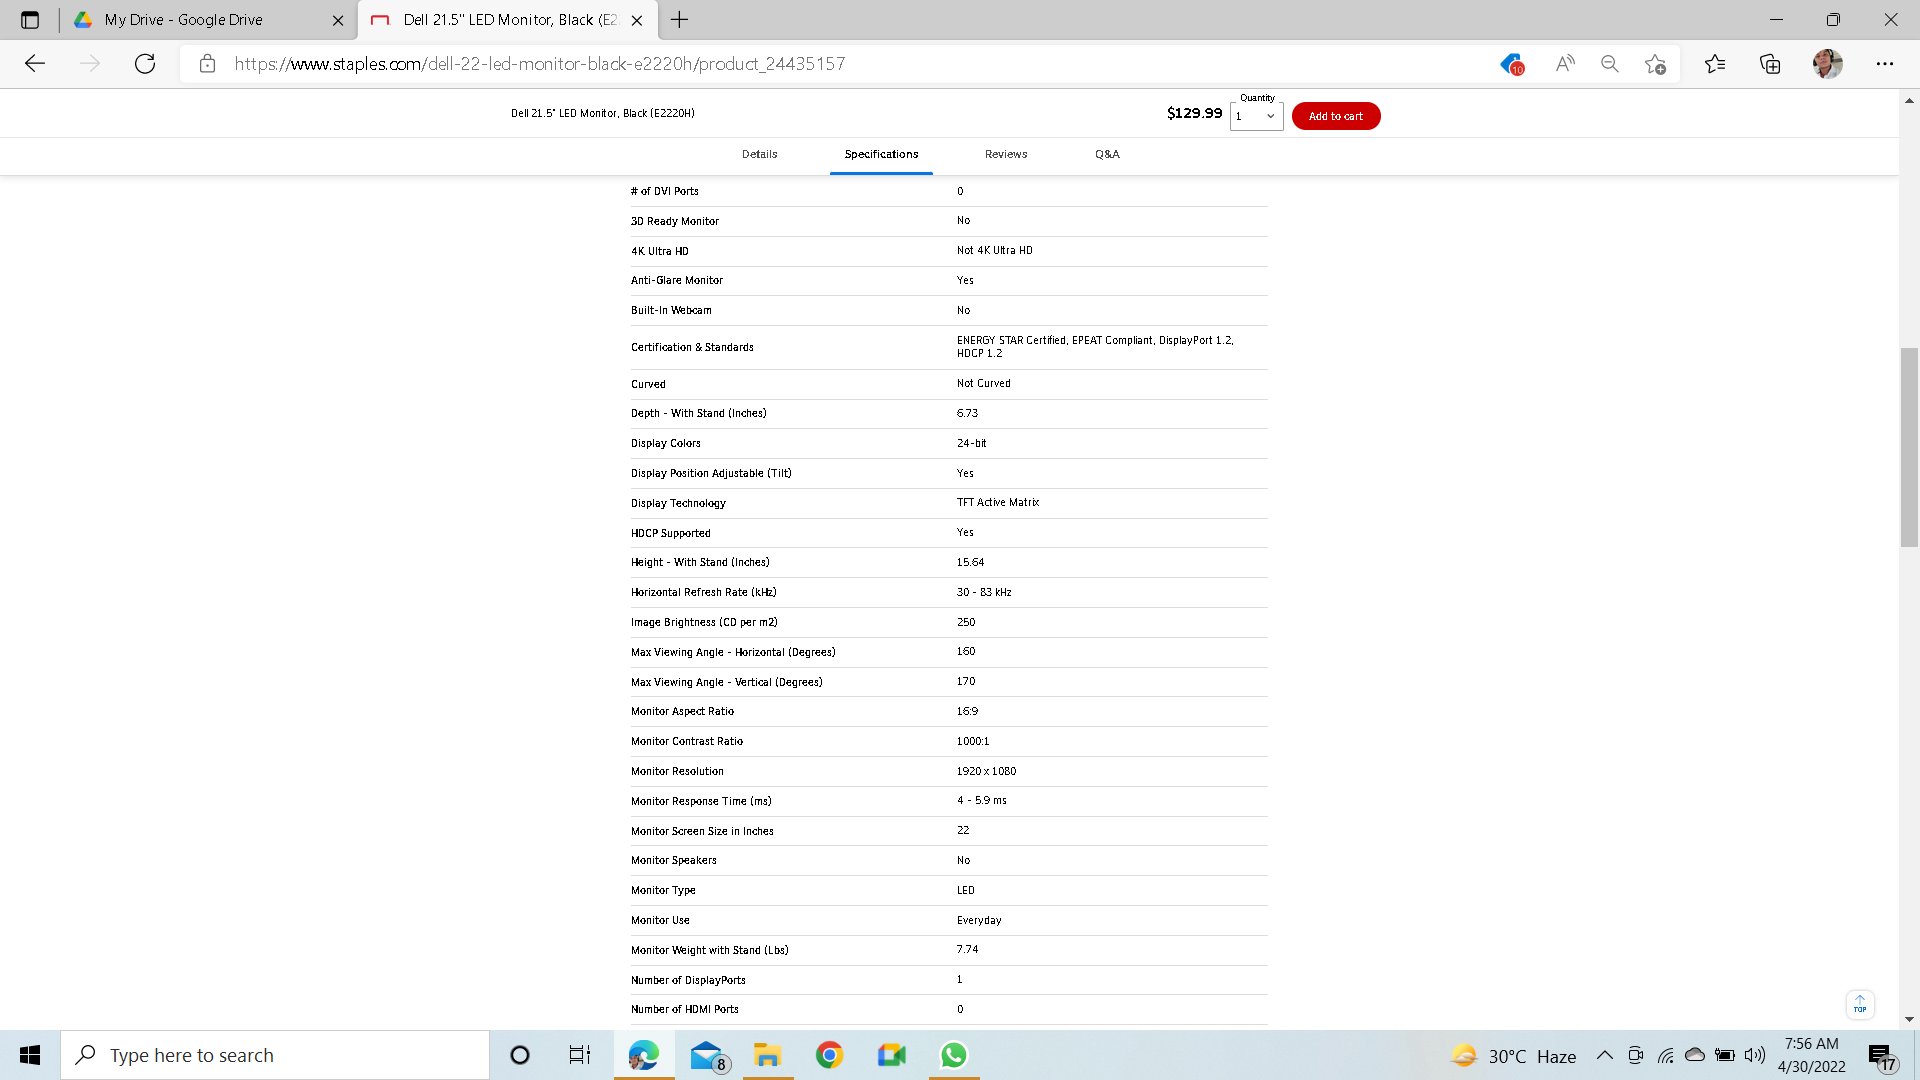 My Drive - Google Drive
Dell 21.5" LED Monitor, Black (E2
https://www.staples.com/dell-22-led-monitor-black-e2220h/product_24435157
10
Dell 21.5" LED Monitor, Black (E2220H)
$129.99
Quantity
1
Add to cart
Details
Specifications
Reviews
Q&A
# of DVI Ports 0
3D Ready Monitor No
4K Ultra HD Not 4K Ultra HD
Anti-Glare Monitor Yes
Built-In Webcam No
Certification & Standards ENERGY STAR Certified, EPEAT Compliant, DisplayPort 1.2,
HDCP 1.2
Curved Not Curved
Depth - With Stand (Inches) 6.73
Display Colors 24-bit
Display Position Adjustable (Tilt) Yes
Display Technology TFT Active Matrix
HDCP Supported Yes
Height - With Stand (Inches) 15.64
Horizontal Refresh Rate (kHz) 30 - 83 kHz
Image Brightness (CD per m2) 250
Max Viewing Angle - Horizontal (Degrees) 160
Max Viewing Angle - Vertical (Degrees) 170
Monitor Aspect Ratio 16:9
Monitor Contrast Ratio 1000:1
Monitor Resolution 1920 x 1080
Monitor Response Time (ms) 4 - 5.9 ms
Monitor Screen Size in Inches 22
Monitor Speakers No
Monitor Type LED
Monitor Use Everyday
Monitor Weight with Stand (Lbs) 7.74
Number of DisplayPorts 1
Number of HDMI Ports 0
TOP
Type here to search
8
30°C Haze
7:56 AM
4/30/2022
17